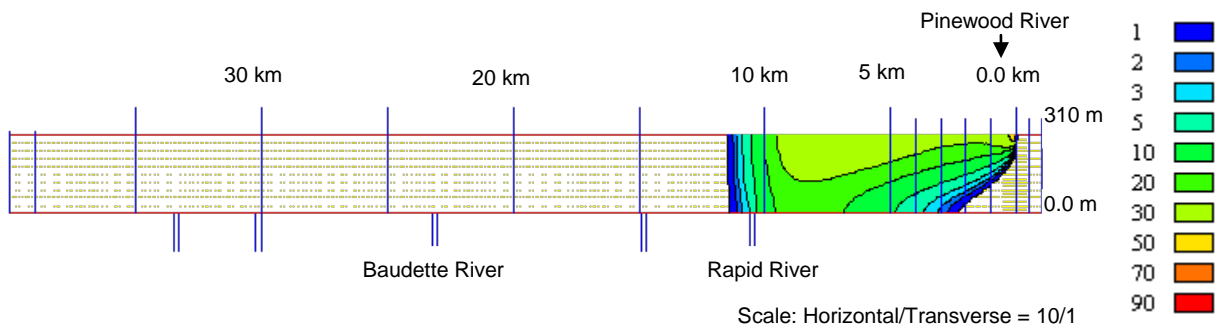 Pinewood River
30 km
20 km
10 km
5 km
0.0 km
310 m
0.0 m
Baudette River
Rapid River
Scale: Horizontal/Transverse = 10/1
1
2
3
5
10
20
30
50
70
90